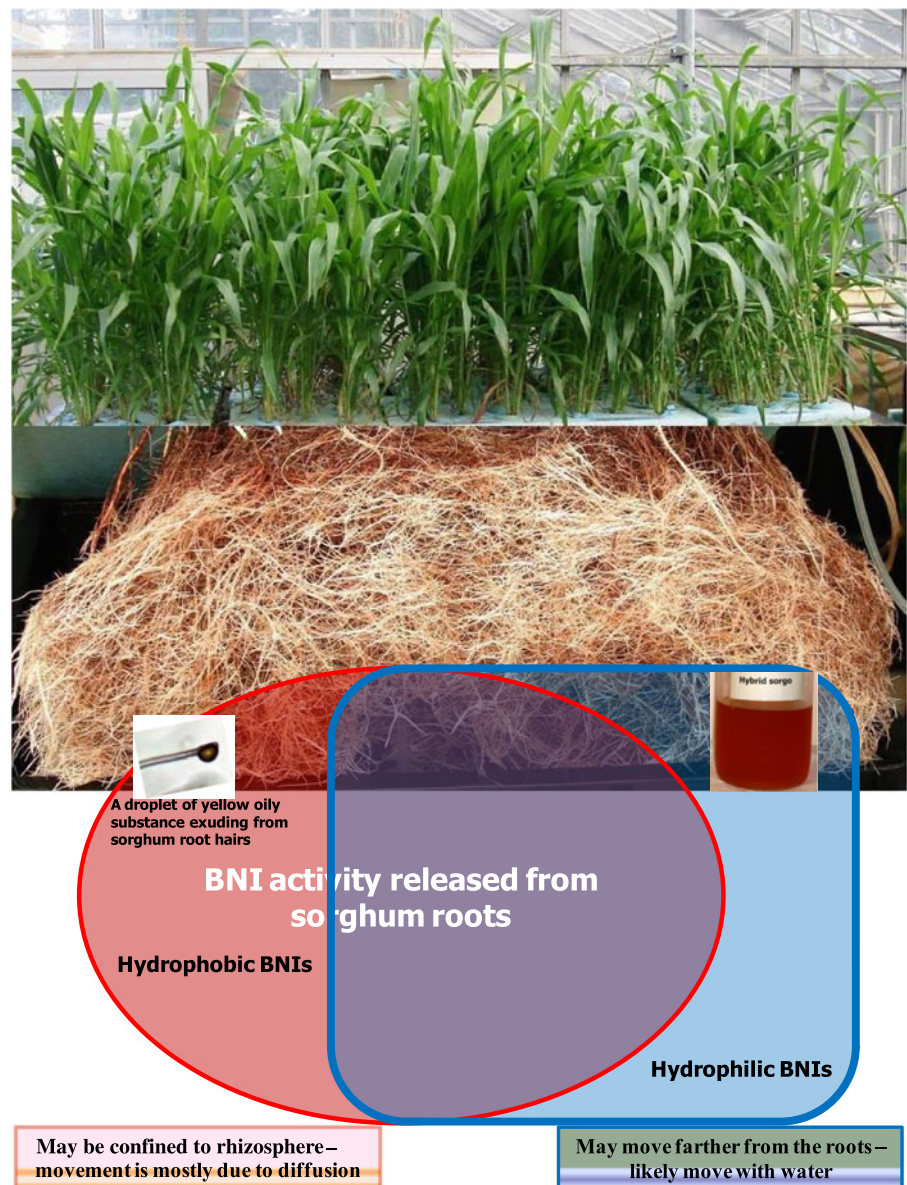 Hybrid sorgo
A droplet of yellow oily
substance exuding from
sorghum root hairs
BNI activity released from
sorghum roots
Hydrophobic BNIs
Hydrophilic BNIs
May be confined to rhizosphere–
movement is mostly due to diffusion
May move farther from the roots–
likely move with water